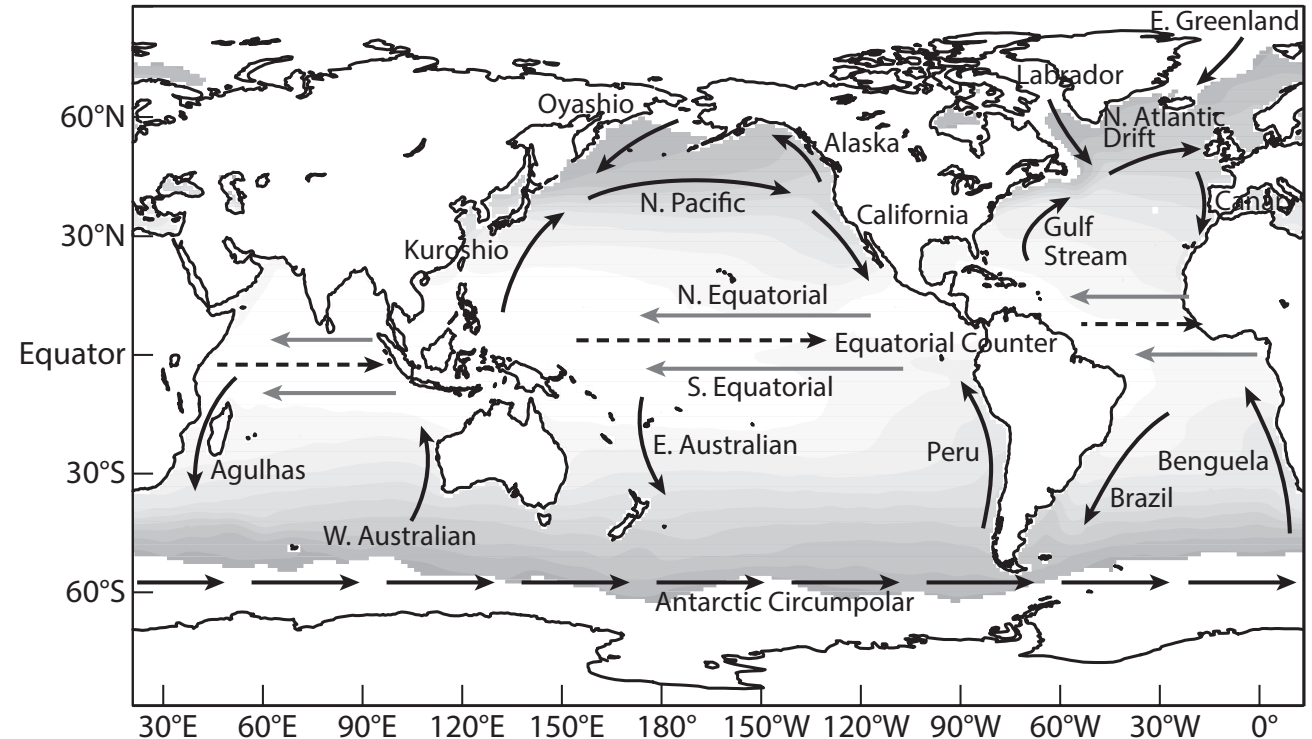 E. Greenland
Labrador
Oyashio
60°N
N. Atlantic
Drift
Alaska
N. Pacific
California
30°N
Kuroshio
Gulf
Stream
N. Equatorial
Equator
Equatorial Counter
S. Equatorial
E. Australian
Peru
Benguela
30°S
Agulhas
Brazil
W. Australian
60°S
Antarctic Circumpolar
30°E 60°E 90°E 120°E 150°E 180° 150°W 120°W 90°W 60°W 30°W 0°